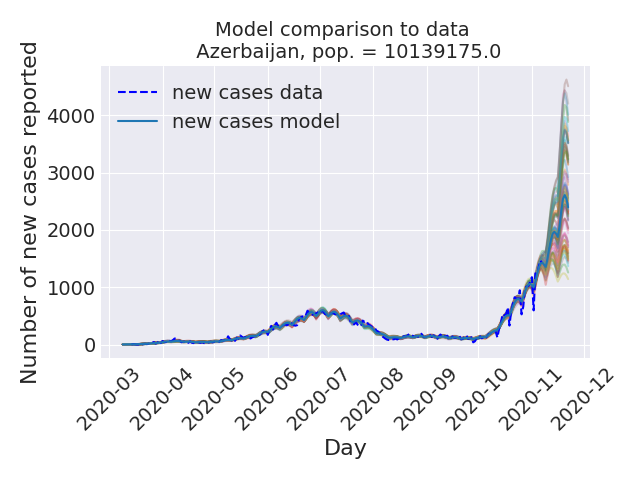 Model comparison to data
Azerbaijan, pop. = 10139175.0
new cases data
new cases model
Number of new cases reported
4000
3000
2000
1000
0
2020-03
2020-04
2020-05
2020-06
2020-07
2020-08
2020-09
2020-10
2020-11
2020-12
Day